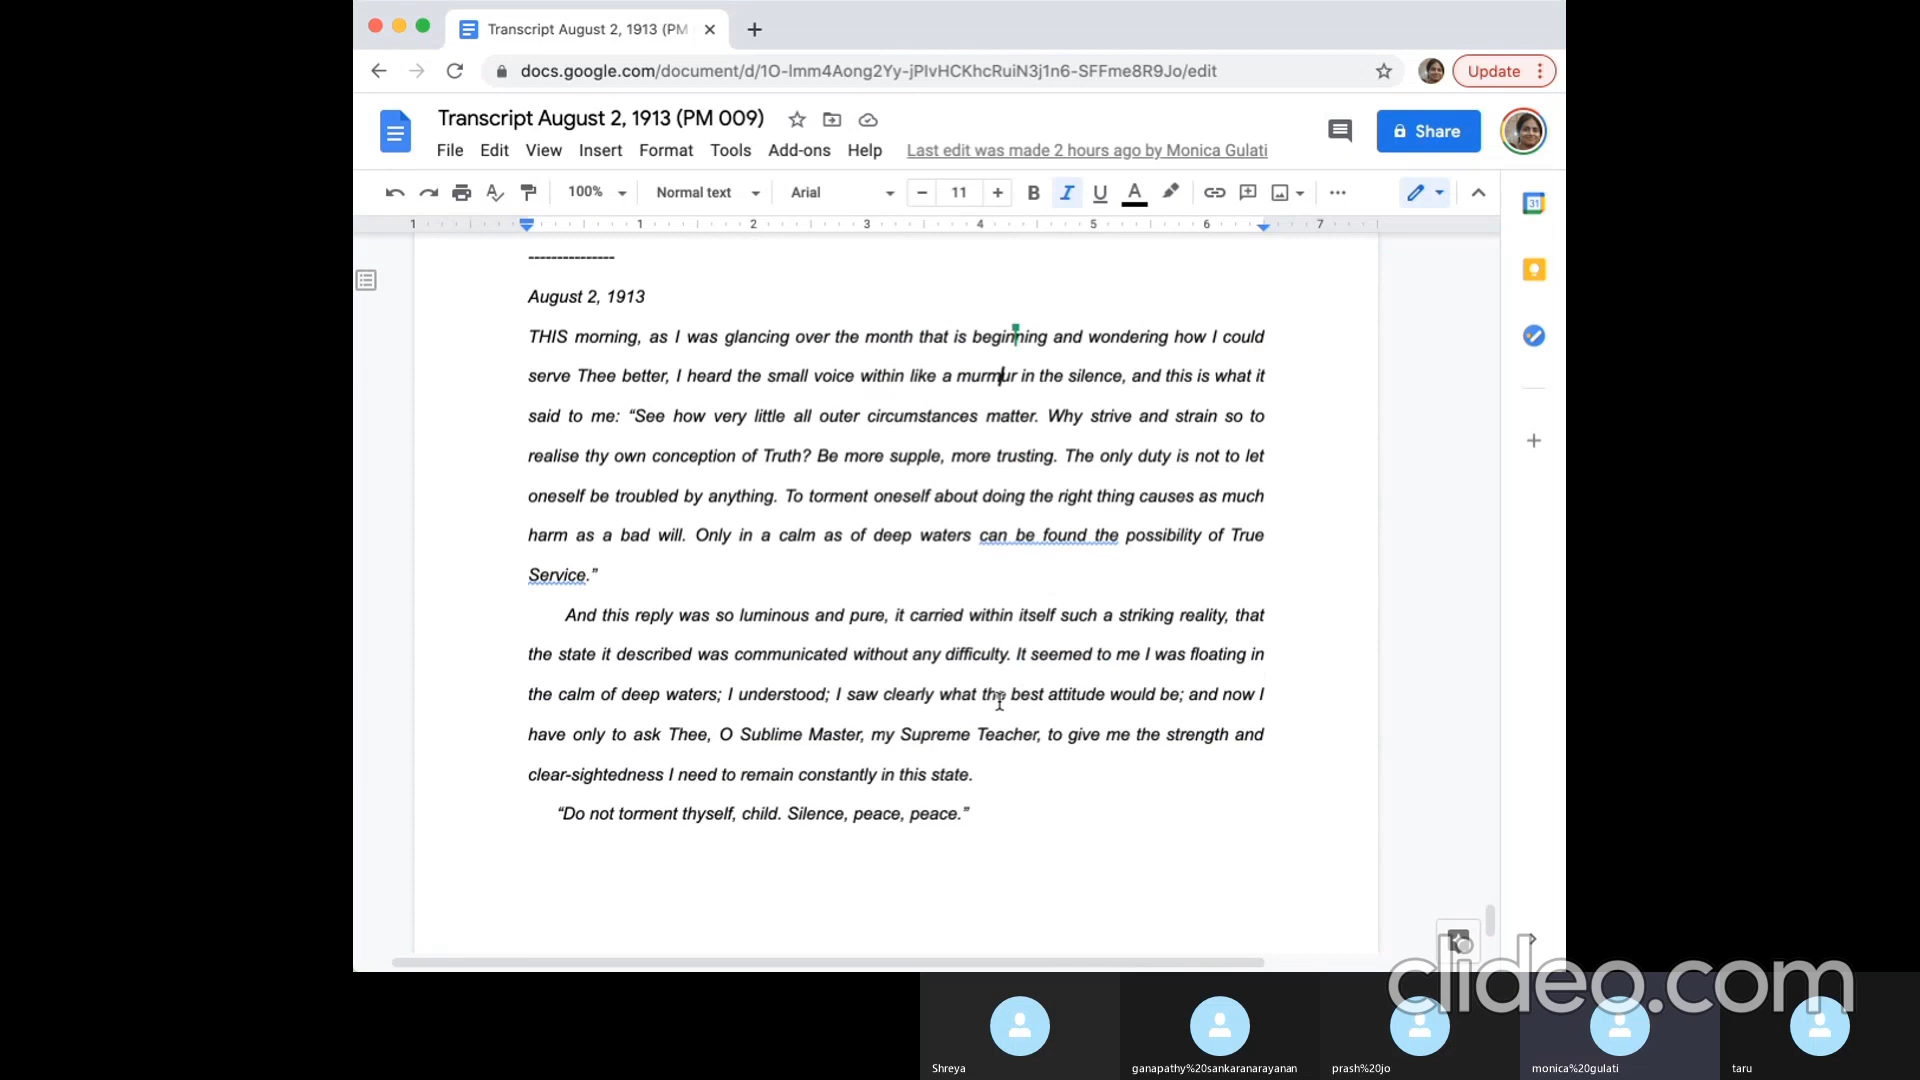 Transcript August 2, 1913 (PM
docs.google.com/document/d/1O-lmm4Aong2Yy-jPIvHCKhcRuiN3j1n6-SFFme8R9Jo/edit
Update
Transcript August 2, 1913 (PM 009)
Share
File Edit View Insert Format Tools Add-ons Help Last edit was made 2 hours ago by Monica Gulati
100% Normal text Arial 11 B I U A
31
1 1 2 3 4 5 6 7
---------------
August 2, 1913
THIS morning, as I was glancing over the month that is beginning and wondering how I could
serve Thee better, I heard the small voice within like a murmur in the silence, and this is what it
said to me: “See how very little all outer circumstances matter. Why strive and strain so to
realise thy own conception of Truth? Be more supple, more trusting. The only duty is not to let
oneself be troubled by anything. To torment oneself about doing the right thing causes as much
harm as a bad will. Only in a calm as of deep waters can be found the possibility of True
Service.”
And this reply was so luminous and pure, it carried within itself such a striking reality, that
the state it described was communicated without any difficulty. It seemed to me I was floating in
the calm of deep waters; I understood; I saw clearly what the best attitude would be; and now I
have only to ask Thee, O Sublime Master, my Supreme Teacher, to give me the strength and
clear-sightedness I need to remain constantly in this state.
“Do not torment thyself, child. Silence, peace, peace.”
clideo.com
Shreya ganapathy%20sankaranarayanan prash%20jo monica%20gulati taru